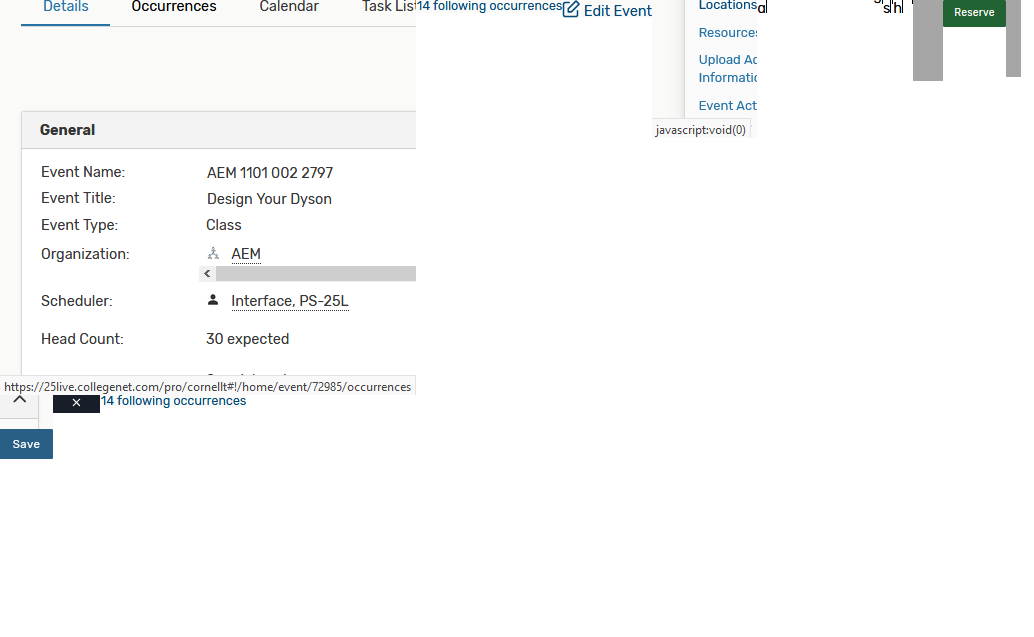 Details Occurrences Calendar Task List
14 following occurrences
Edit Event
Locations
Resources
Upload Ac
Informatic
Event Act
javascript:void(0)
al
Reserve
General
Event Name: AEM 1101 002 2797
Event Title: Design Your Dyson
Event Type: Class
Organization: AEM
Scheduler: Interface, PS-25L
Head Count: 30 expected
https://25live.collegenet.com/pro/cornellt#!/home/event/72985/occurrences
14 following occurrences
Save